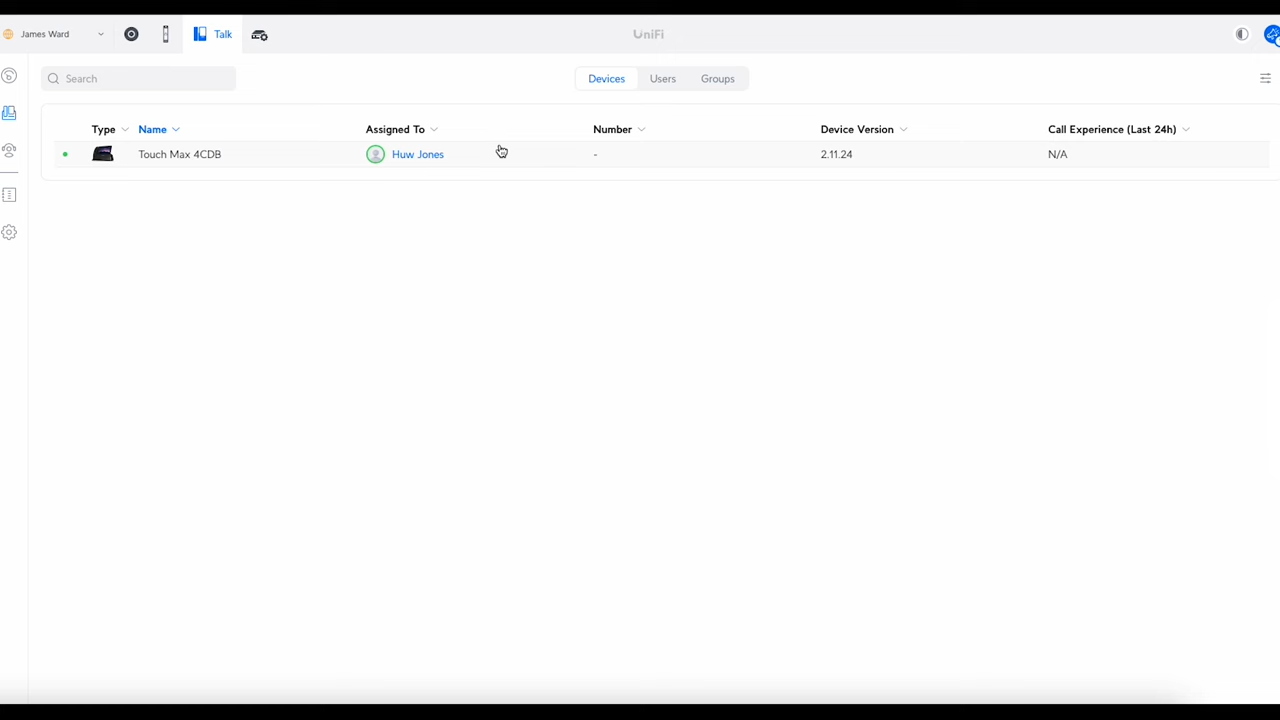 James Ward Talk UniFi
Search Devices Users Groups
Type Name Assigned To Number Device Version Call Experience (Last 24h)
Touch Max 4CDB Huw Jones - 2.11.24 N/A